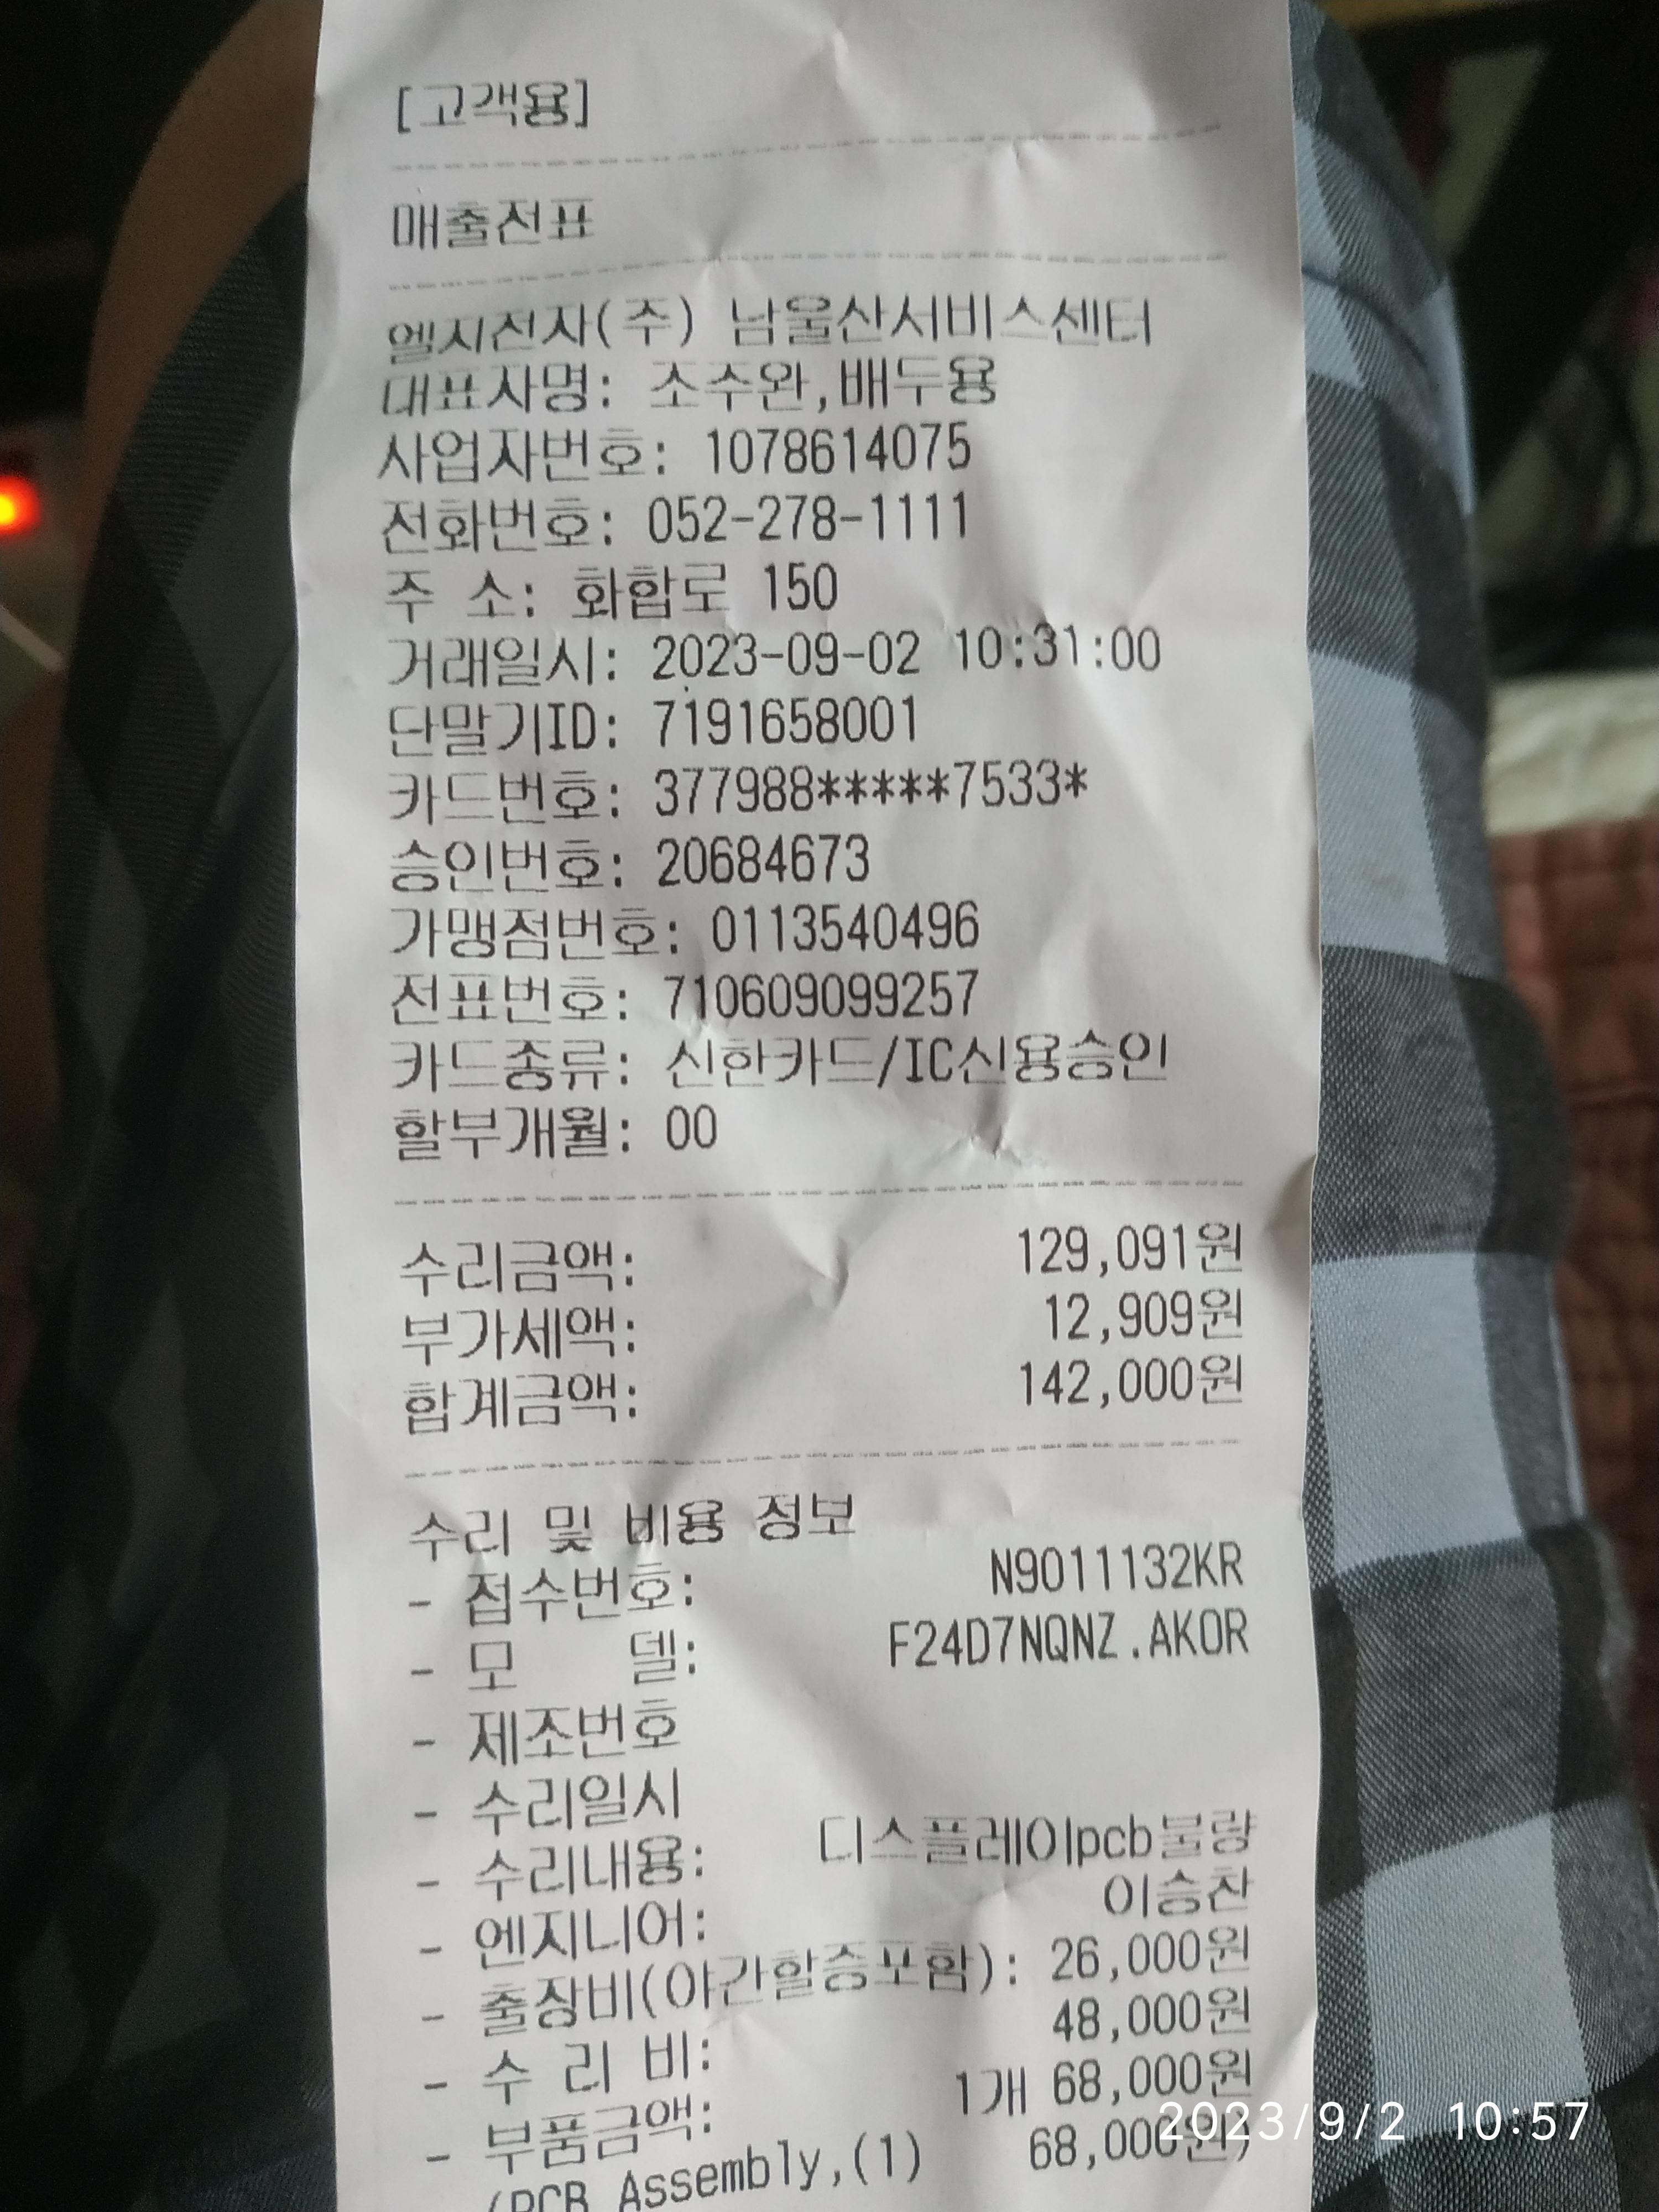 [고객용]
매출전표
엘지전자(주) 남울산서비스센터
대표자명: 조주완,배두용
사업자번호: 1078614075
전화번호: 052-278-1111
주 소: 화합로 150
거래일시: 2023-09-02 10:31:00
단말기ID: 7191658001
카드번호: 377988*****7533*
승인번호: 20684673
가맹점번호: 0113540496
전표번호: 710609099257
카드종류: 신한카드/IC신용승인
할부개월: 00
수리금액: 129,091원
부가세액: 12,909원
합계금액: 142,000원
수리 및 비용 정보
- 접수번호: N9011132KR
- 모 델: F24D7NQNZ.AKOR
- 제조번호
- 수리일시
- 수리내용: 디스플레이pcb불량
- 엔지니어: 이승찬
- 출장비(야간할증포함): 26,000원
- 수 리 비: 48,000원
- 부품금액: 1개 68,000원
(PCB Assembly,(1) 68,000원)
2023/9/2 10:57